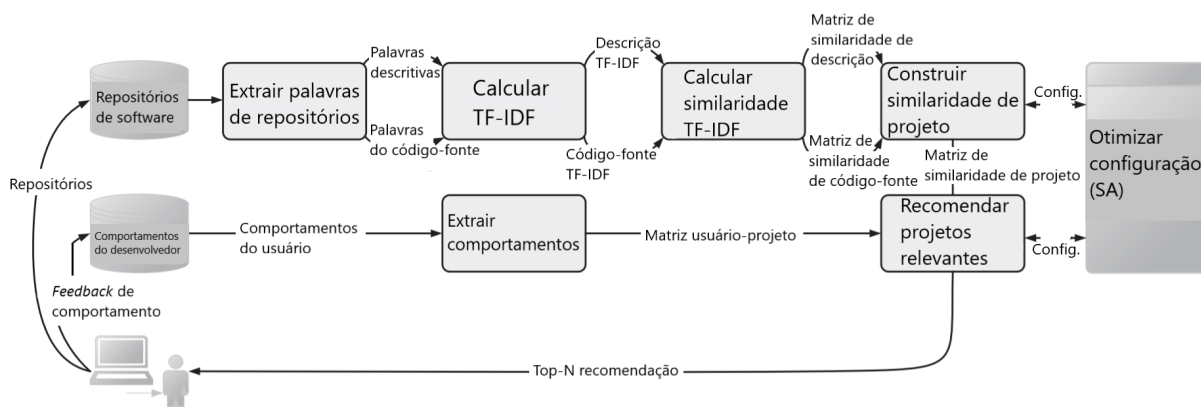 Matriz de
similaridade de
descrição
Palavras
descritivas
Descrição
TF-IDF
Repositórios
de software
Extrair palavras
de repositórios
Calcular
TF-IDF
Calcular
similaridade
TF-IDF
Construir
similaridade de
projeto
Config.
Otimizar
configuração
(SA)
Palavras
do código-fonte
Código-fonte
TF-IDF
Matriz de
similaridade
de código-fonte
Matriz de
similaridade de projeto
Repositórios
Comportamentos
do desenvolvedor
Comportamentos
do usuário
Extrair
comportamentos
Matriz usuário-projeto
Recomendar
projetos
relevantes
Config.
Feedback de
comportamento
Top-N recomendação